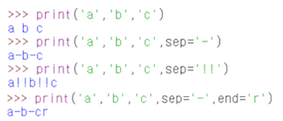 >>> print('a','b','c')
a b c
>>> print('a','b','c',sep='-')
a-b-c
>>> print('a','b','c',sep='!!')
a!!b!!c
>>> print('a','b','c',sep='-',end='r')
a-b-cr